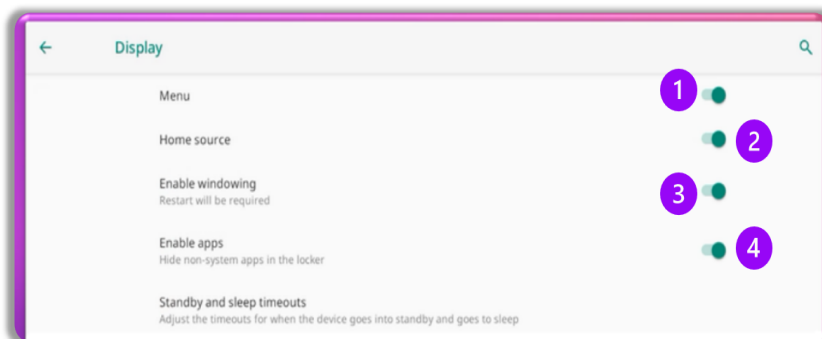 Display
Menu
1
Home source
2
Enable windowing
Restart will be required
3
Enable apps
Hide non-system apps in the locker
4
Standby and sleep timeouts
Adjust the timeouts for when the device goes into standby and goes to sleep